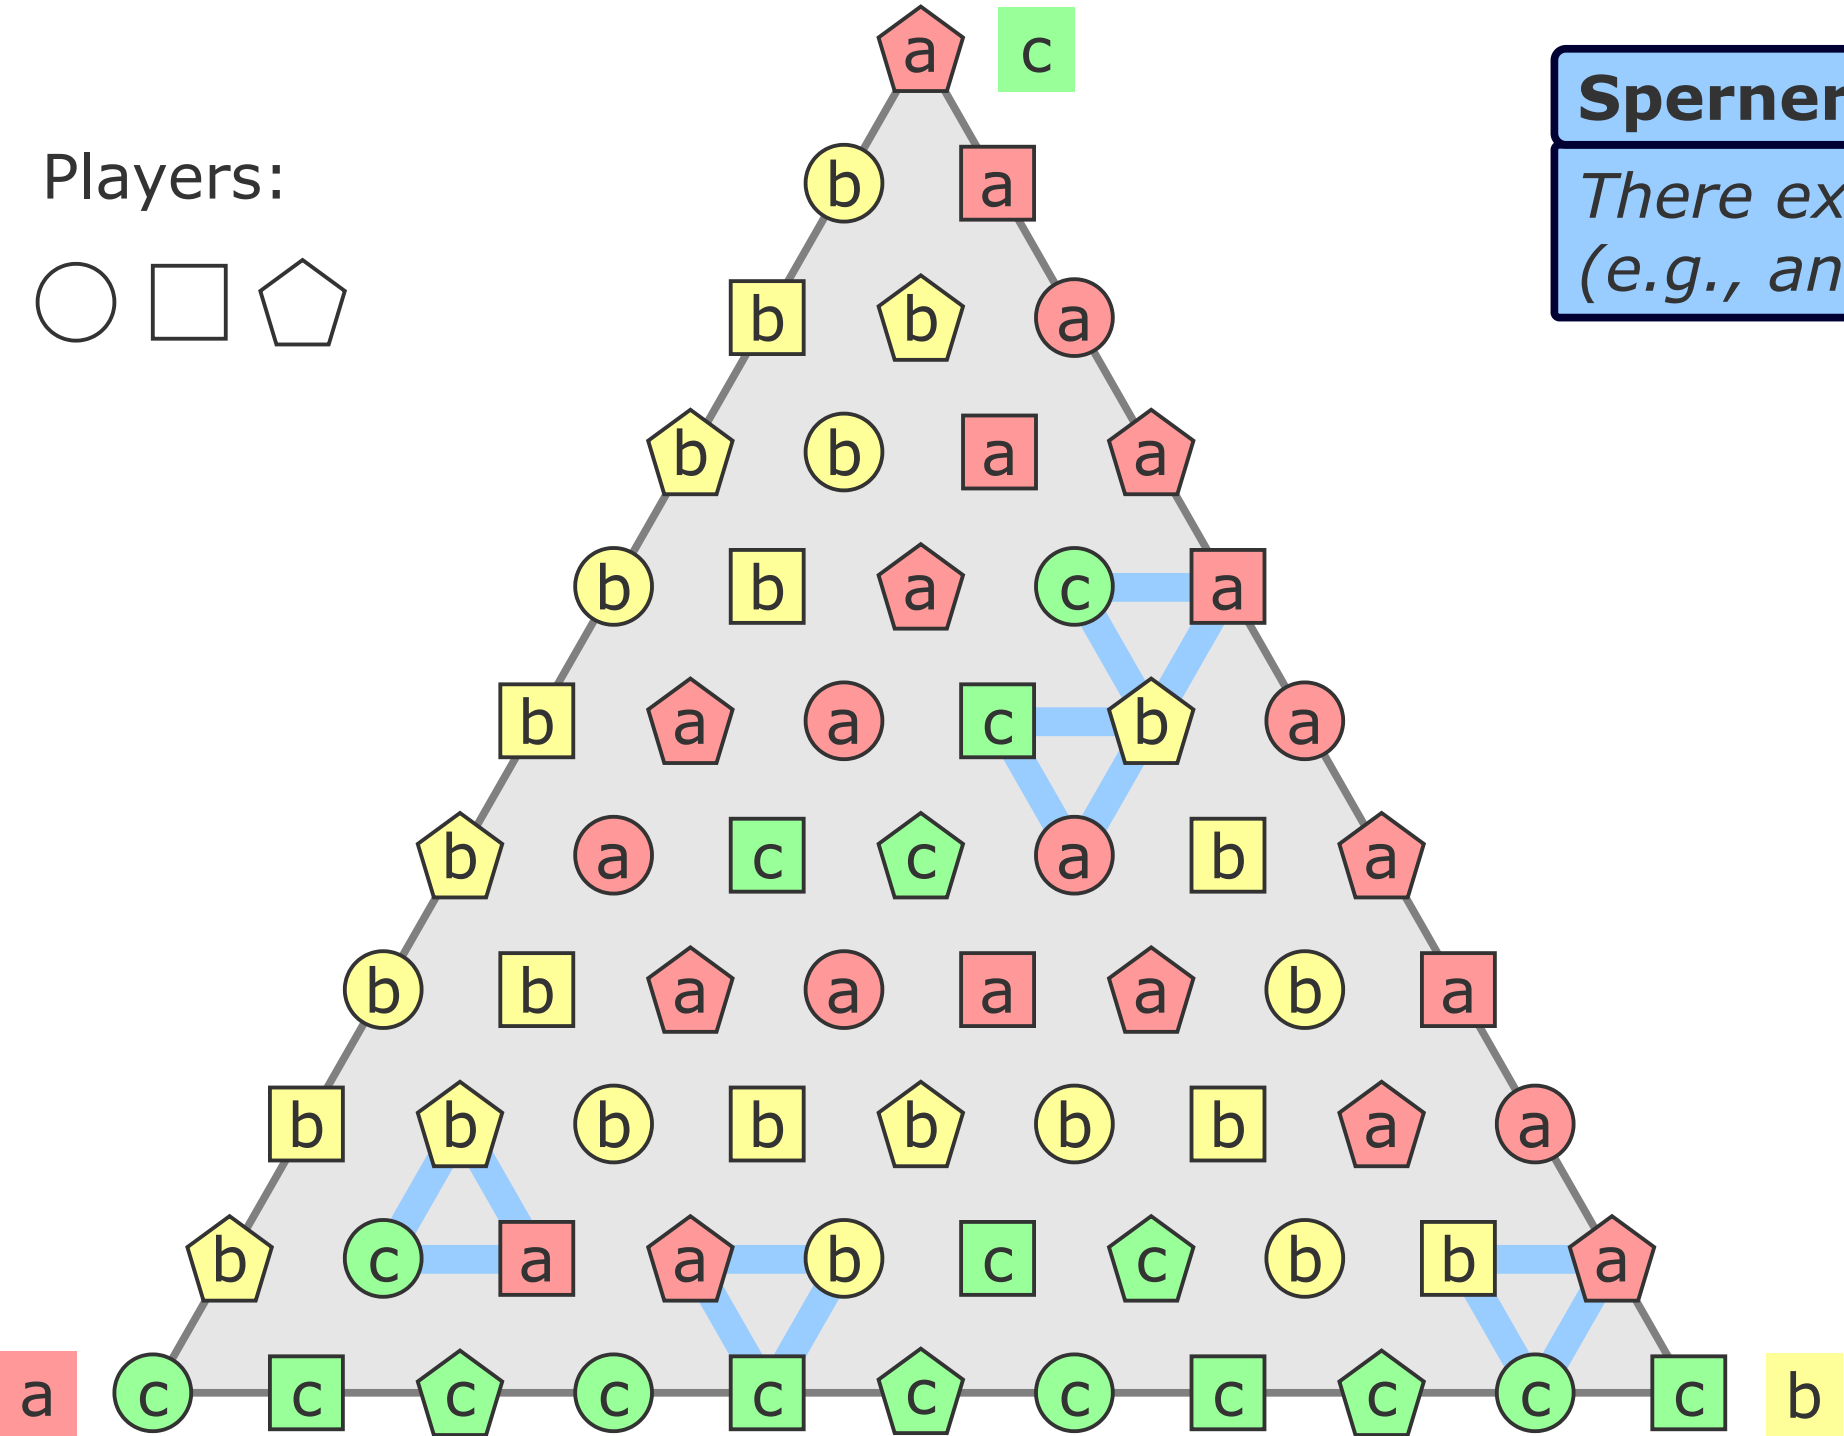 a c
Sperner
b a
Players:
There ex
(e.g., an
b b a
b b a a
b b a c a
b a a c b a
b a c c a b a
b b a a a a b a
b b b b b b b a a
b c a a b c c b b a
a c c c c c c c c c c c b